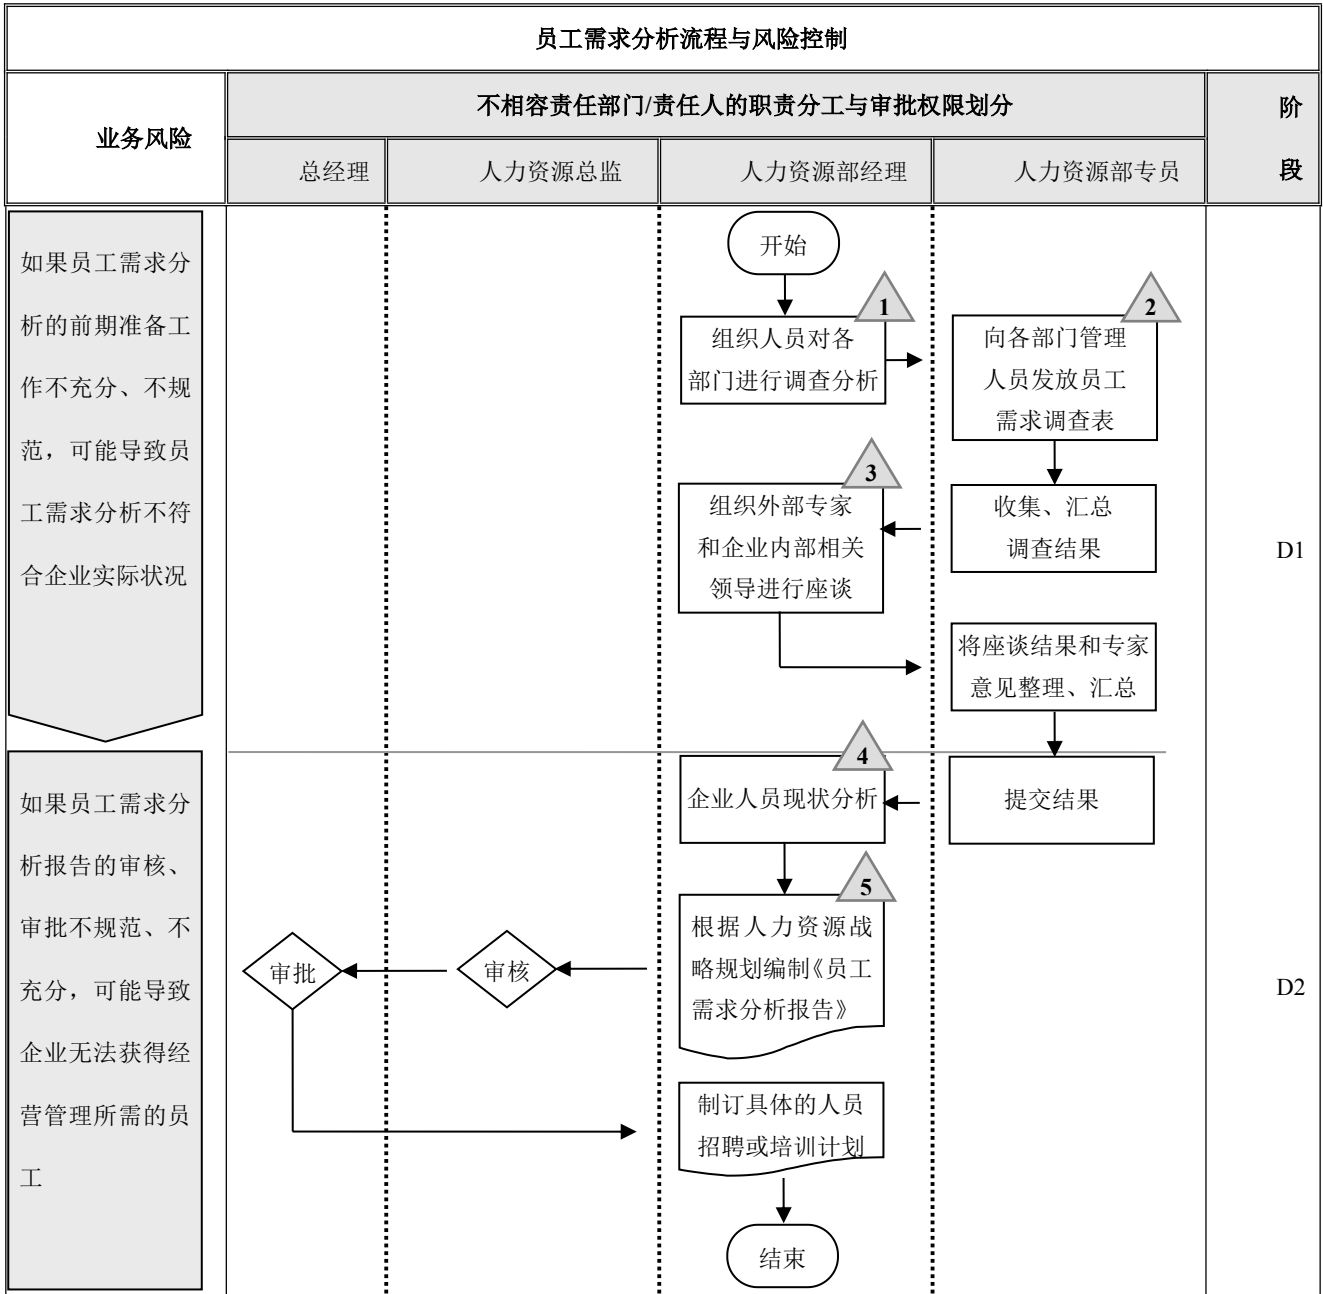 员工需求分析流程与风险控制
业务风险
不相容责任部门/责任人的职责分工与审批权限划分
阶
段
总经理
人力资源总监
人力资源部经理
人力资源部专员
如果员工需求分
析的前期准备工
作不充分、不规
范，可能导致员
工需求分析不符
合企业实际状况
开始
1
组织人员对各
部门进行调查分析
2
向各部门管理
人员发放员工
需求调查表
3
组织外部专家
和企业内部相关
领导进行座谈
收集、汇总
调查结果
将座谈结果和专家
意见整理、汇总
D1
如果员工需求分
析报告的审核、
审批不规范、不
充分，可能导致
企业无法获得经
营管理所需的员
工
4
企业人员现状分析
提交结果
5
根据人力资源战
略规划编制《员工
需求分析报告》
审核
审批
制订具体的人员
招聘或培训计划
结束
D2